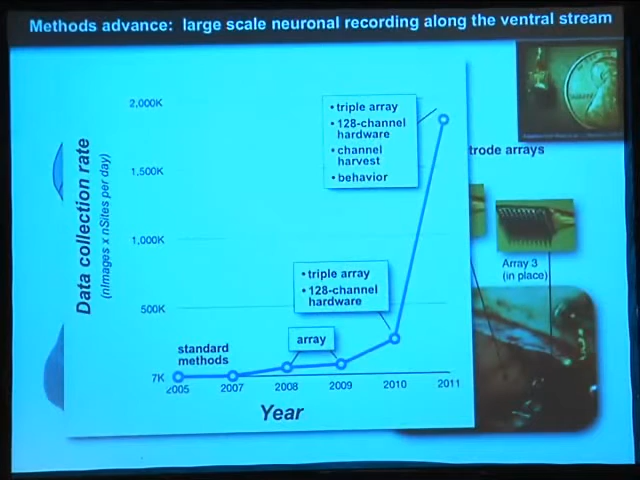 Methods advance: large scale neuronal recording along the ventral stream
2,000K
1,500K
1,000K
500K
7K
Data collection rate
(nImages x nSites per day)
• triple array
• 128-channel
hardware
• channel
harvest
• behavior
• triple array
• 128-channel
hardware
array
standard
methods
2005 2007 2008 2009 2010 2011
Year
trode arrays
Array 3
(in place)